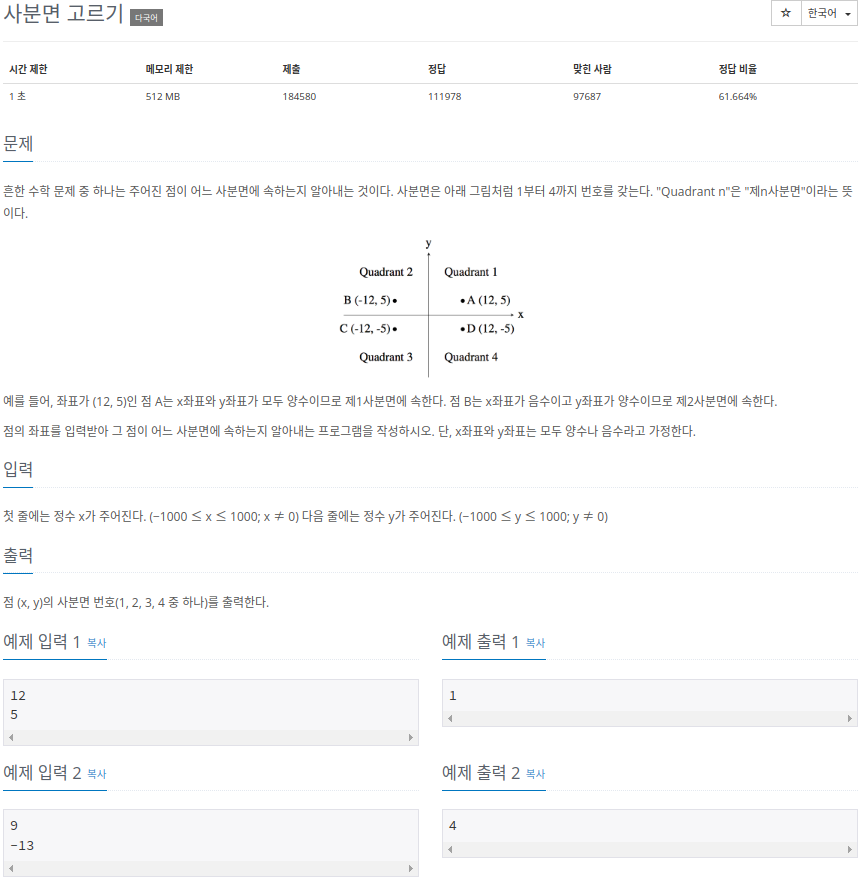 사분면 고르기 다국어
☆ 한국어
시간 제한 메모리 제한 제출 정답 맞힌 사람 정답 비율
1 초 512 MB 184580 111978 97687 61.664%
문제
흔한 수학 문제 중 하나는 주어진 점이 어느 사분면에 속하는지 알아내는 것이다. 사분면은 아래 그림처럼 1부터 4까지 번호를 갖는다. "Quadrant n"은 "제n사분면"이라는 뜻
이다.
y
Quadrant 2 Quadrant 1
B (-12, 5) A (12, 5)
x
C (-12, -5) D (12, -5)
Quadrant 3 Quadrant 4
예를 들어, 좌표가 (12, 5)인 점 A는 x좌표와 y좌표가 모두 양수이므로 제1사분면에 속한다. 점 B는 x좌표가 음수이고 y좌표가 양수이므로 제2사분면에 속한다.
점의 좌표를 입력받아 그 점이 어느 사분면에 속하는지 알아내는 프로그램을 작성하시오. 단, x좌표와 y좌표는 모두 양수나 음수라고 가정한다.
입력
첫 줄에는 정수 x가 주어진다. (−1000 ≤ x ≤ 1000; x ≠ 0) 다음 줄에는 정수 y가 주어진다. (−1000 ≤ y ≤ 1000; y ≠ 0)
출력
점 (x, y)의 사분면 번호(1, 2, 3, 4 중 하나)를 출력한다.
예제 입력 1 복사
12
5
예제 출력 1 복사
1
예제 입력 2 복사
9
-13
예제 출력 2 복사
4